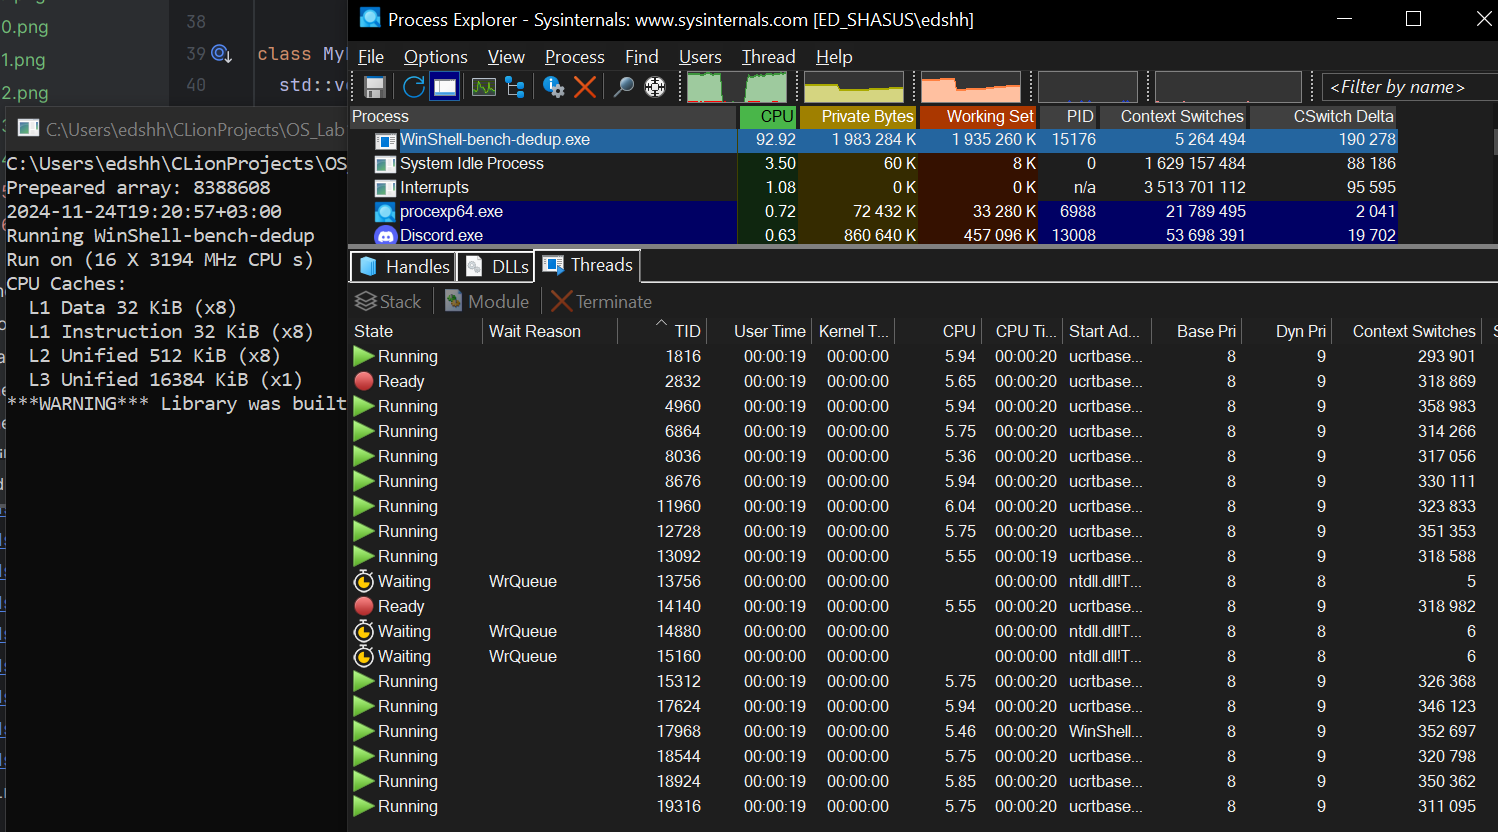 0.png
1.png
2.png
38
39 class MyI
40 std::ve
C:\Users\edshh\CLionProjects\OS_Lab
C:\Users\edshh\CLionProjects\OS
Prepeared array: 8388608
2024-11-24T19:20:57+03:00
Running WinShell-bench-dedup
Run on (16 X 3194 MHz CPU s)
CPU Caches:
L1 Data 32 KiB (x8)
L1 Instruction 32 KiB (x8)
L2 Unified 512 KiB (x8)
L3 Unified 16384 KiB (x1)
***WARNING*** Library was built
Process Explorer - Sysinternals: www.sysinternals.com [ED_SHASUS\edshh]
File Options View Process Find Users Thread Help
<Filter by name>
Process CPU Private Bytes Working Set PID Context Switches CSwitch Delta
WinShell-bench-dedup.exe 92.92 1 983 284 K 1 935 260 K 15176 5 264 494 190 278
System Idle Process 3.50 60 K 8 K 0 1 629 157 484 88 186
Interrupts 1.08 0 K 0 K n/a 3 513 701 112 95 595
procexp64.exe 0.72 72 432 K 33 280 K 6988 21 789 495 2 041
Discord.exe 0.63 860 640 K 457 096 K 13008 53 698 391 19 702
Handles DLLs Threads
Stack Module Terminate
State Wait Reason TID User Time Kernel T... CPU CPU Ti... Start Ad... Base Pri Dyn Pri Context Switches
Running 1816 00:00:19 00:00:00 5.94 00:00:20 ucrtbase... 8 9 293 901
Ready 2832 00:00:19 00:00:00 5.65 00:00:20 ucrtbase... 8 9 318 869
Running 4960 00:00:19 00:00:00 5.94 00:00:20 ucrtbase... 8 9 358 983
Running 6864 00:00:19 00:00:00 5.75 00:00:20 ucrtbase... 8 9 314 266
Running 8036 00:00:19 00:00:00 5.36 00:00:20 ucrtbase... 8 9 317 056
Running 8676 00:00:19 00:00:00 5.94 00:00:20 ucrtbase... 8 9 330 111
Running 11960 00:00:19 00:00:00 6.04 00:00:20 ucrtbase... 8 9 323 833
Running 12728 00:00:19 00:00:00 5.75 00:00:20 ucrtbase... 8 9 351 353
Running 13092 00:00:19 00:00:00 5.55 00:00:19 ucrtbase... 8 9 318 588
Waiting WrQueue 13756 00:00:00 00:00:00 00:00:00 ntdll.dll!T... 8 8 5
Ready 14140 00:00:19 00:00:00 5.55 00:00:20 ucrtbase... 8 9 318 982
Waiting WrQueue 14880 00:00:00 00:00:00 00:00:00 ntdll.dll!T... 8 8 6
Waiting WrQueue 15160 00:00:00 00:00:00 00:00:00 ntdll.dll!T... 8 8 6
Running 15312 00:00:19 00:00:00 5.75 00:00:20 ucrtbase... 8 9 326 368
Running 17624 00:00:19 00:00:00 5.94 00:00:20 ucrtbase... 8 9 346 123
Running 17968 00:00:19 00:00:00 5.46 00:00:20 WinShell... 8 9 352 697
Running 18544 00:00:19 00:00:00 5.75 00:00:20 ucrtbase... 8 9 320 798
Running 18924 00:00:19 00:00:00 5.85 00:00:20 ucrtbase... 8 9 350 362
Running 19316 00:00:19 00:00:00 5.75 00:00:20 ucrtbase... 8 9 311 095